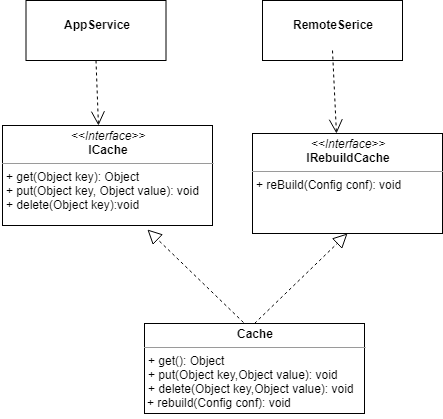 AppService
RemoteSerice
<<Interface>>
ICache
+ get(Object key): Object
+ put(Object key, Object value): void
+ delete(Object key):void
<<Interface>>
IRebuildCache
+ reBuild(Config conf): void
Cache
+ get(): Object
+ put(Object key,Object value): void
+ delete(Object key,Object value): void
+ rebuild(Config conf): void